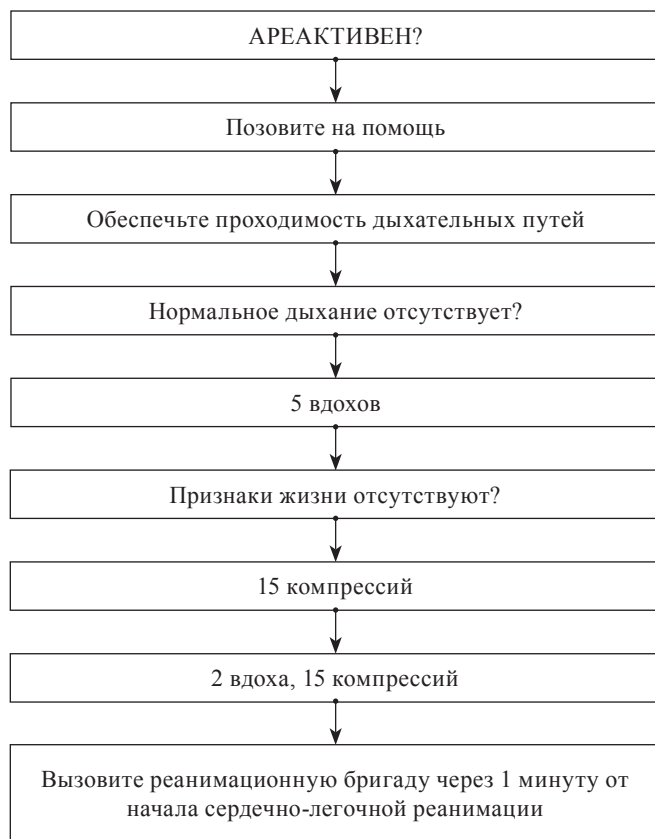 АРЕАКТИВЕН?
Позовите на помощь
Обеспечьте проходимость дыхательных путей
Нормальное дыхание отсутствует?
5 вдохов
Признаки жизни отсутствуют?
15 компрессий
2 вдоха, 15 компрессий
Вызовите реанимационную бригаду через 1 минуту от
начала сердечно-легочной реанимации